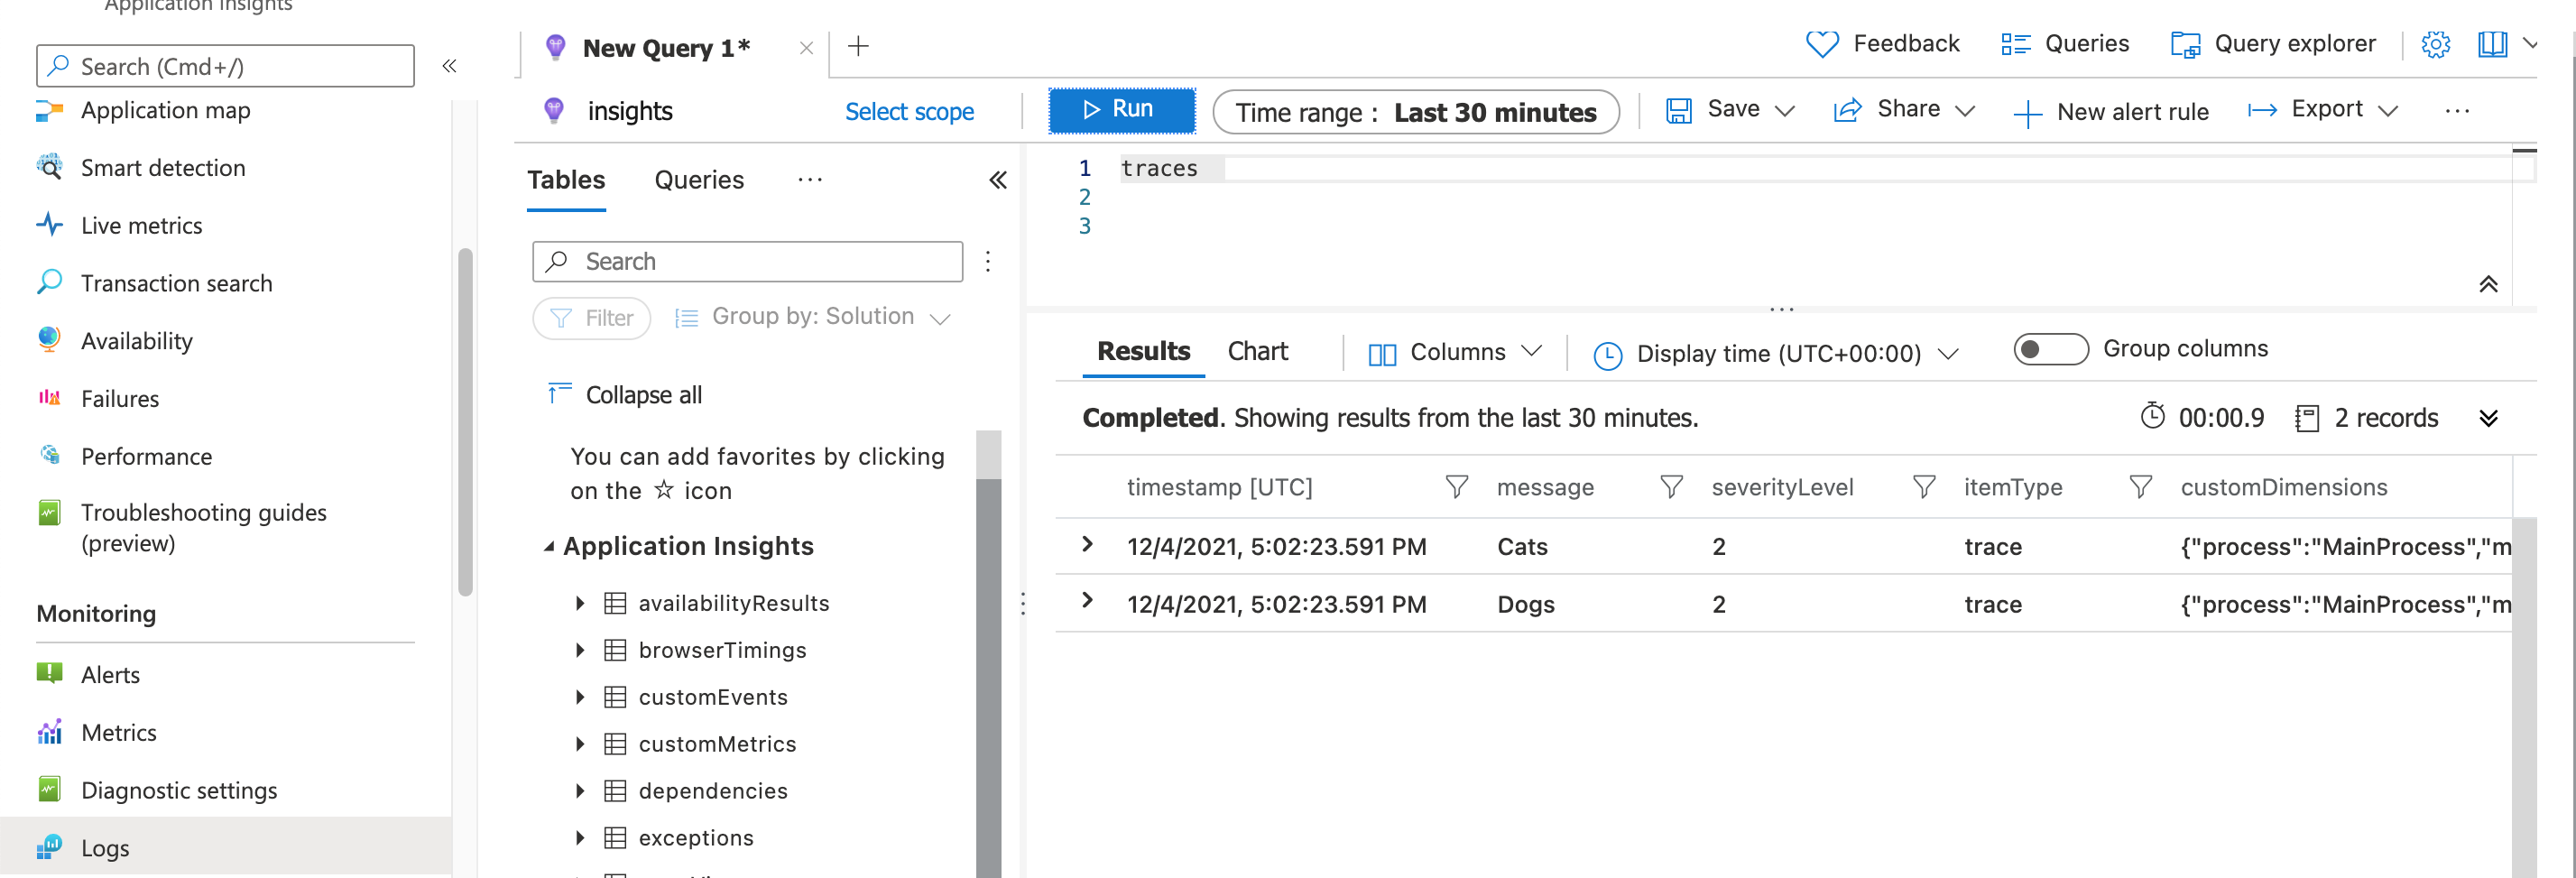 Application Insights
Search (Cmd+/)
«
Application map
Smart detection
Live metrics
Transaction search
Availability
Failures
Performance
Troubleshooting guides
(preview)
Monitoring
Alerts
Metrics
Diagnostic settings
Logs
New Query 1*
Feedback
Queries
Query explorer
insights
Select scope
Run
Time range : Last 30 minutes
Save
Share
New alert rule
Export
...
Tables
Queries
...
«
Search
Filter
Group by: Solution
Collapse all
You can add favorites by clicking
on the ☆ icon
Application Insights
availabilityResults
browserTimings
customEvents
customMetrics
dependencies
exceptions
1 traces
2
3
Results
Chart
Columns
Display time (UTC+00:00)
Group columns
Completed. Showing results from the last 30 minutes.
00:00.9
2 records
timestamp [UTC] message severityLevel itemType customDimensions
12/4/2021, 5:02:23.591 PM Cats 2 trace {"process":"MainProcess","m
12/4/2021, 5:02:23.591 PM Dogs 2 trace {"process":"MainProcess","m